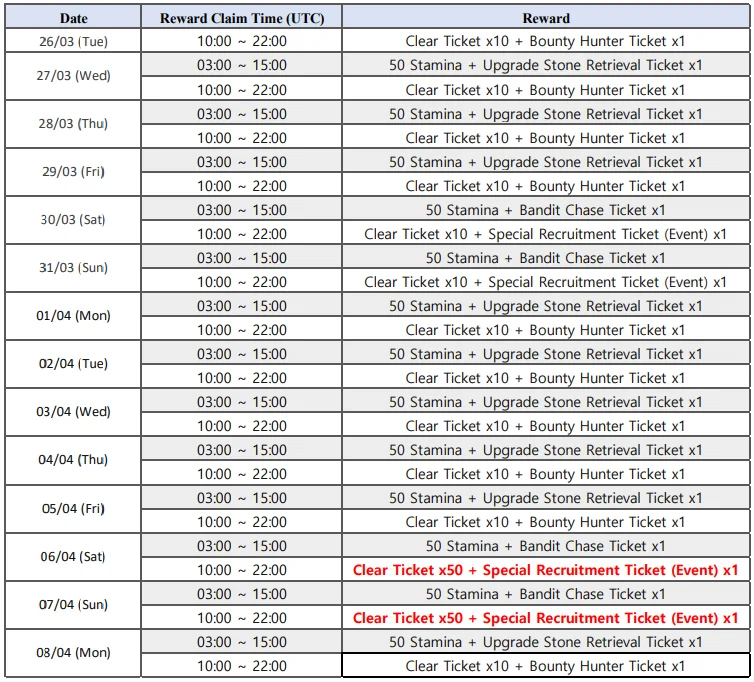 Date Reward Claim Time (UTC) Reward
26/03 (Tue) 10:00 ~ 22:00 Clear Ticket x10 + Bounty Hunter Ticket x1
27/03 (Wed) 03:00 ~ 15:00 50 Stamina + Upgrade Stone Retrieval Ticket x1
10:00 ~ 22:00 Clear Ticket x10 + Bounty Hunter Ticket x1
28/03 (Thu) 03:00 ~ 15:00 50 Stamina + Upgrade Stone Retrieval Ticket x1
10:00 ~ 22:00 Clear Ticket x10 + Bounty Hunter Ticket x1
29/03 (Fri) 03:00 ~ 15:00 50 Stamina + Upgrade Stone Retrieval Ticket x1
10:00 ~ 22:00 Clear Ticket x10 + Bounty Hunter Ticket x1
30/03 (Sat) 03:00 ~ 15:00 50 Stamina + Bandit Chase Ticket x1
10:00 ~ 22:00 Clear Ticket x10 + Special Recruitment Ticket (Event) x1
31/03 (Sun) 03:00 ~ 15:00 50 Stamina + Bandit Chase Ticket x1
10:00 ~ 22:00 Clear Ticket x10 + Special Recruitment Ticket (Event) x1
01/04 (Mon) 03:00 ~ 15:00 50 Stamina + Upgrade Stone Retrieval Ticket x1
10:00 ~ 22:00 Clear Ticket x10 + Bounty Hunter Ticket x1
02/04 (Tue) 03:00 ~ 15:00 50 Stamina + Upgrade Stone Retrieval Ticket x1
10:00 ~ 22:00 Clear Ticket x10 + Bounty Hunter Ticket x1
03/04 (Wed) 03:00 ~ 15:00 50 Stamina + Upgrade Stone Retrieval Ticket x1
10:00 ~ 22:00 Clear Ticket x10 + Bounty Hunter Ticket x1
04/04 (Thu) 03:00 ~ 15:00 50 Stamina + Upgrade Stone Retrieval Ticket x1
10:00 ~ 22:00 Clear Ticket x10 + Bounty Hunter Ticket x1
05/04 (Fri) 03:00 ~ 15:00 50 Stamina + Upgrade Stone Retrieval Ticket x1
10:00 ~ 22:00 Clear Ticket x10 + Bounty Hunter Ticket x1
06/04 (Sat) 03:00 ~ 15:00 50 Stamina + Bandit Chase Ticket x1
10:00 ~ 22:00 Clear Ticket x50 + Special Recruitment Ticket (Event) x1
07/04 (Sun) 03:00 ~ 15:00 50 Stamina + Bandit Chase Ticket x1
10:00 ~ 22:00 Clear Ticket x50 + Special Recruitment Ticket (Event) x1
08/04 (Mon) 03:00 ~ 15:00 50 Stamina + Upgrade Stone Retrieval Ticket x1
10:00 ~ 22:00 Clear Ticket x10 + Bounty Hunter Ticket x1